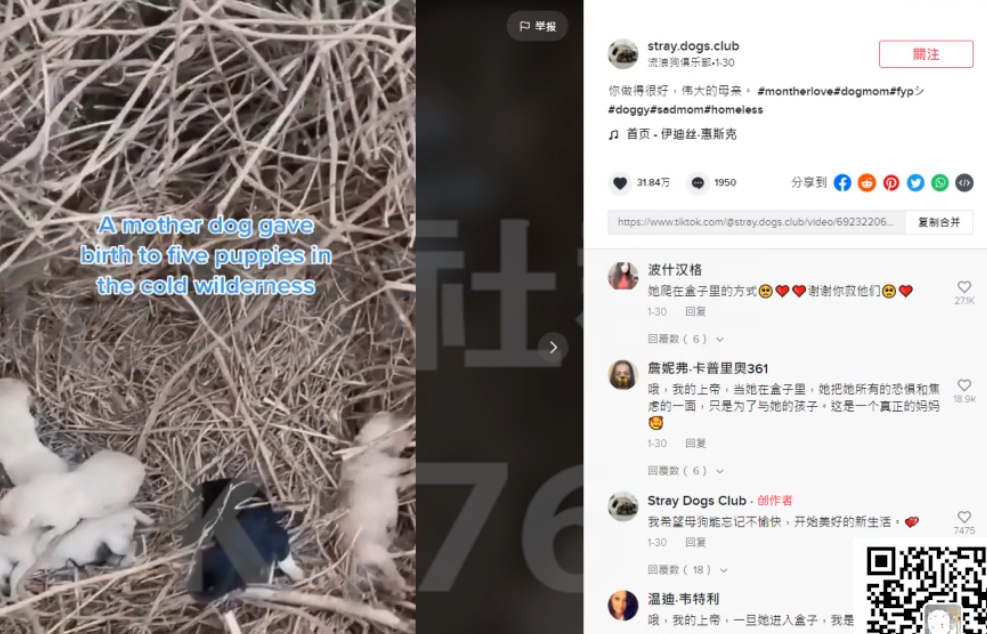 A mother dog gave
birth to five puppies in
the cold wilderness
举报
stray.dogs.club
流浪狗俱乐部•1-30
關注
你做得很好,伟大的母亲。 #montherlove#dogmom#fypシ
#doggy#sadmom#homeless
♫ 首页 - 伊迪丝·惠斯克
31.84万
1950
分享到
https://www.tiktok.com/@stray.dogs.club/video/69232206...
复制合并
波什汉格
她爬在盒子里的方式🥺❤️❤️谢谢你救他们🥺❤️
27.1K
1-30 回复
回覆数 ( 6 )
詹妮弗·卡普里奥361
哦,我的上帝,当她在盒子里,她把她所有的恐惧和焦
虑的一面,只是为了与她的孩子。这是一个真正的妈妈
18.9k
🥰
1-30 回复
回覆数 ( 6 )
Stray Dogs Club · 创作者
我希望母狗能忘记不愉快,开始美好的新生活。💕
7475
1-30 回复
回覆数 ( 18 )
温迪·韦特利
哦,我的上帝,一旦她进入盒子,我是
社
K 76